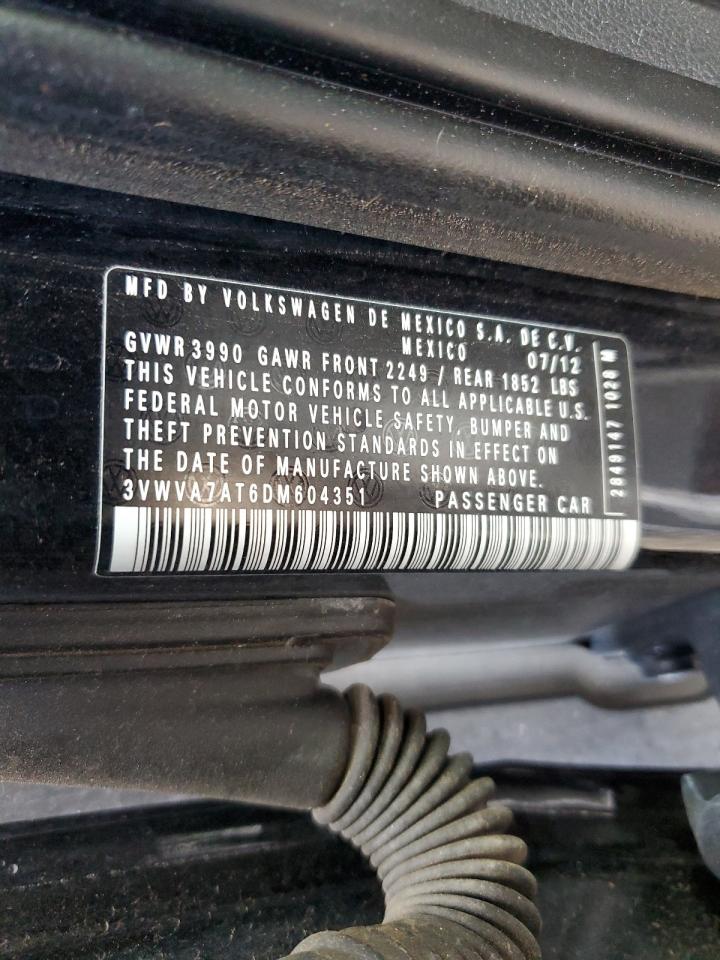 MFD BY VOLKSWAGEN DE MEXICO S.A. DE C.V.
MEXICO 07/12
GVWR 3990 GAWR FRONT 2249 / REAR 1852 LBS
THIS VEHICLE CONFORMS TO ALL APPLICABLE U.S.
FEDERAL MOTOR VEHICLE SAFETY, BUMPER AND
THEFT PREVENTION STANDARDS IN EFFECT ON
THE DATE OF MANUFACTURE SHOWN ABOVE.
3VWVA7AT6DM604351 PASSENGER CAR
2849147 1028 M